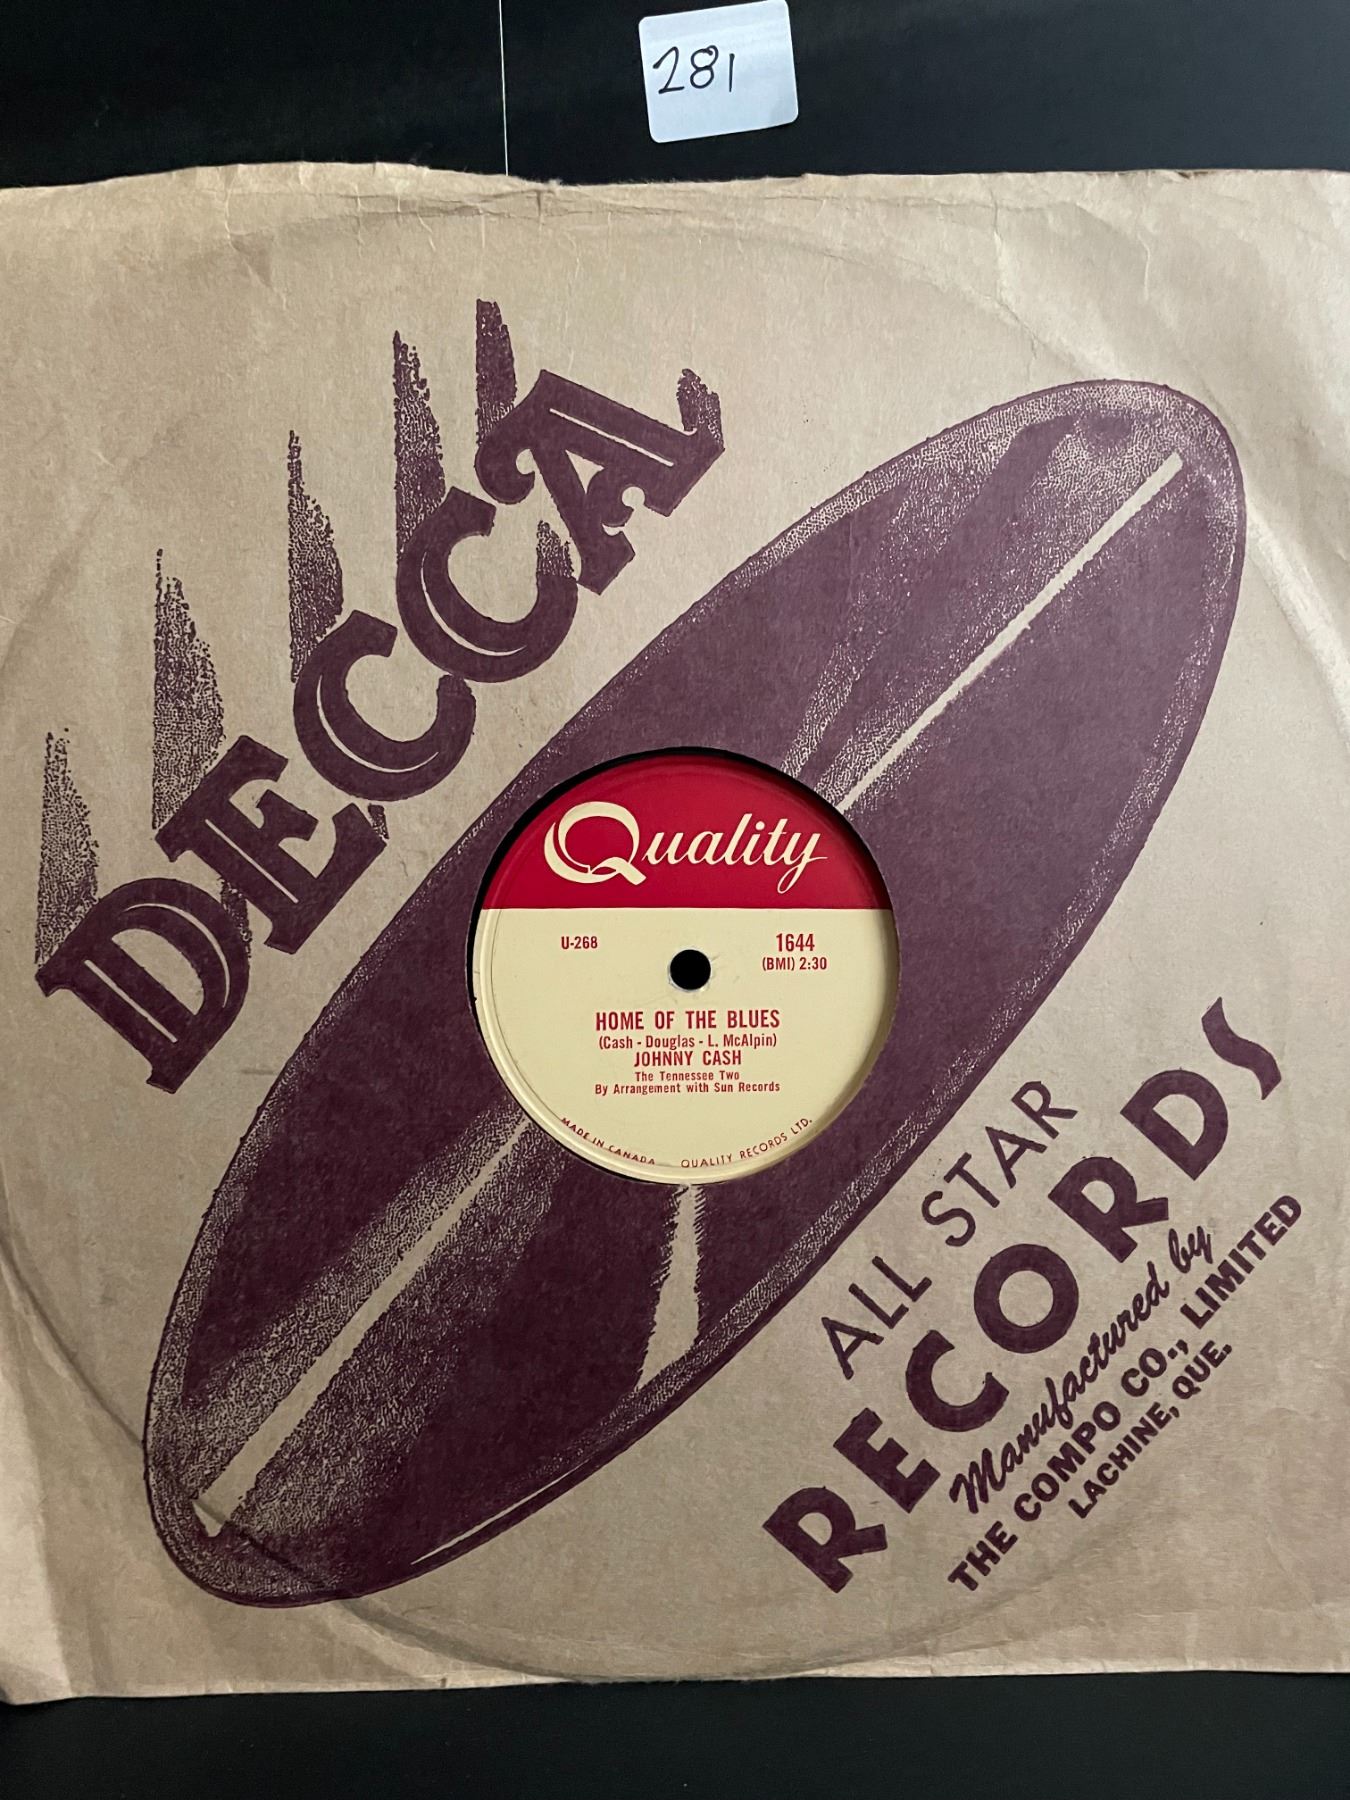 281
DECCA
Quality
U-268
1644
(BMI) 2:30
HOME OF THE BLUES
(Cash - Douglas - L. McAlpin)
JOHNNY CASH
The Tennessee Two
By Arrangement with Sun Records
MADE IN CANADA QUALITY RECORDS LTD.
ALL STAR
RECORDS
Manufactured by
THE COMPO CO., LIMITED
LACHINE, QUE.